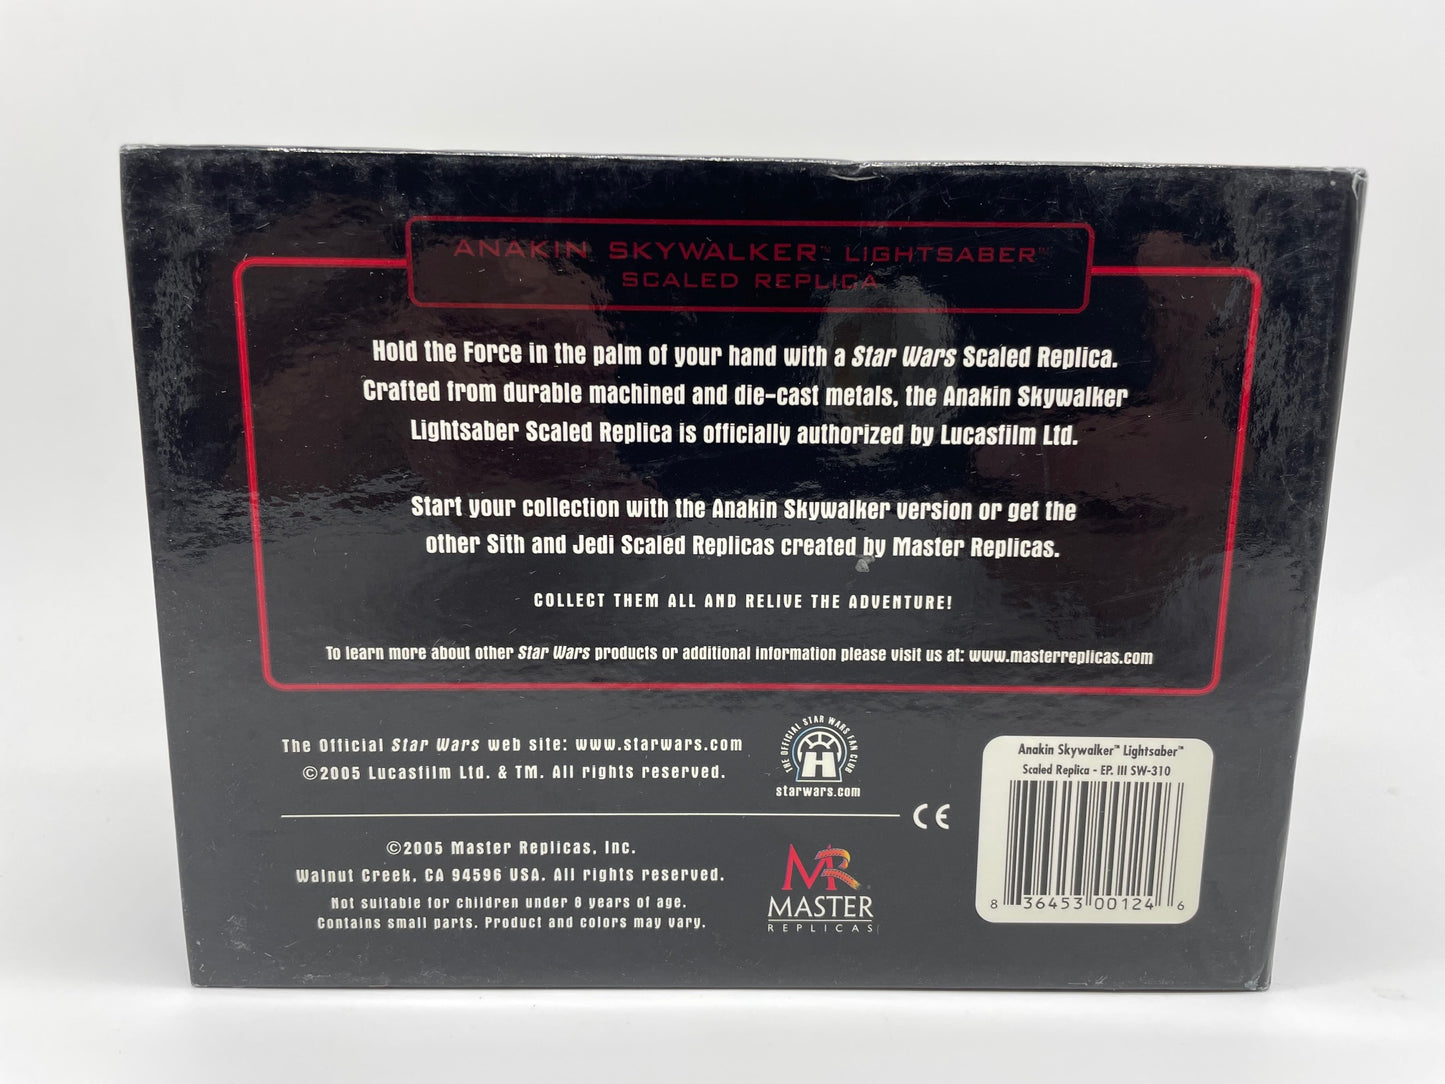 ANAKIN SKYWALKER™ LIGHTSABER™
SCALED REPLICA
Hold the Force in the palm of your hand with a Star Wars Scaled Replica.
Crafted from durable machined and die-cast metals, the Anakin Skywalker
Lightsaber Scaled Replica is officially authorized by Lucasfilm Ltd.
Start your collection with the Anakin Skywalker version or get the
other Sith and Jedi Scaled Replicas created by Master Replicas.
COLLECT THEM ALL AND RELIVE THE ADVENTURE!
To learn more about other Star Wars products or additional information please visit us at: www.masterreplicas.com
The Official Star Wars web site: www.starwars.com
©2005 Lucasfilm Ltd. & TM. All rights reserved.
THE OFFICIAL STAR WARS FAN CLUB
starwars.com
CE
©2005 Master Replicas, Inc.
Walnut Creek, CA 94596 USA. All rights reserved.
Not suitable for children under 8 years of age.
Contains small parts. Product and colors may vary.
MR®
MASTER
REPLICAS
Anakin Skywalker™ Lightsaber™
Scaled Replica - EP. III SW-310
8 36453 00124 6